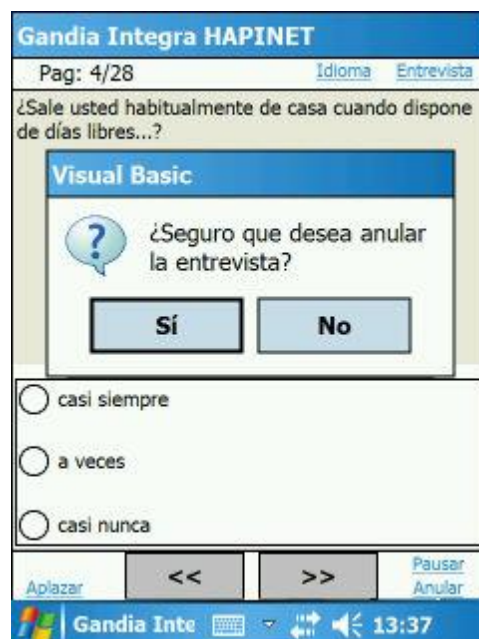 Gandia Integra HAPINET
Pag: 4/28 Idioma Entrevista
¿Sale usted habitualmente de casa cuando dispone
de días libres...?
Visual Basic
?
¿Seguro que desea anular
la entrevista?
Sí No
casi siempre
a veces
casi nunca
Aplazar << >> Pausar
Anular
Gandia Inte 13:37